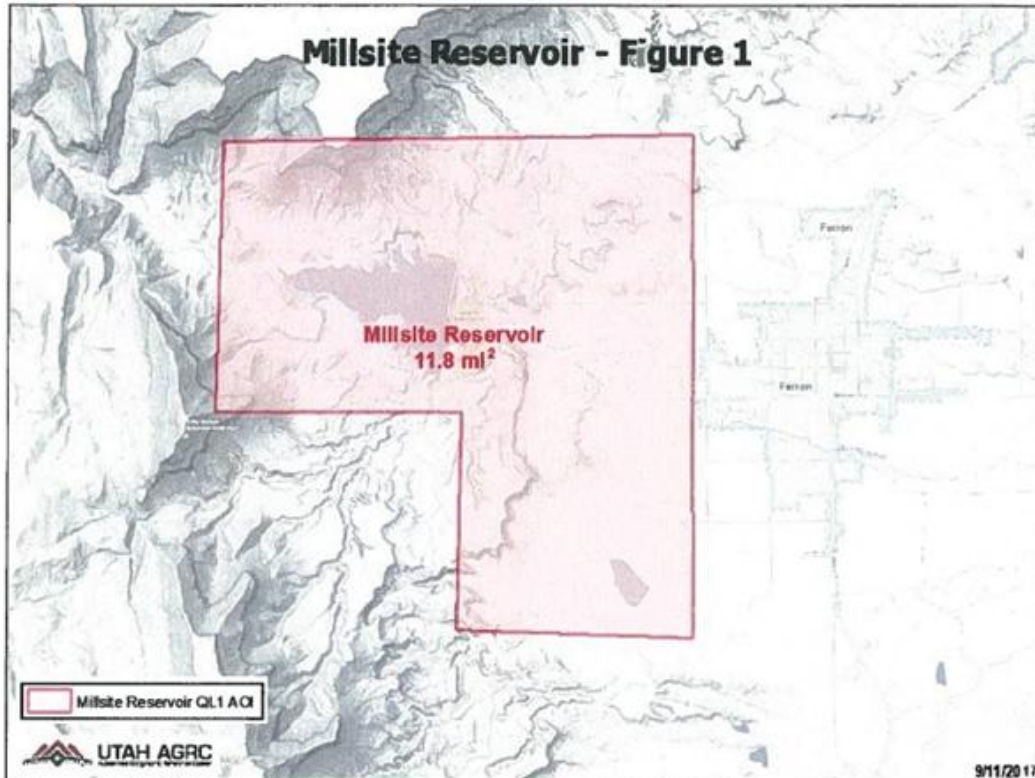 Millsite Reservoir - Figure 1
Ferron
Millsite Reservoir
11.8 mi²
Ferron
Millsite Reservoir QL1 AOI
UTAH AGRC